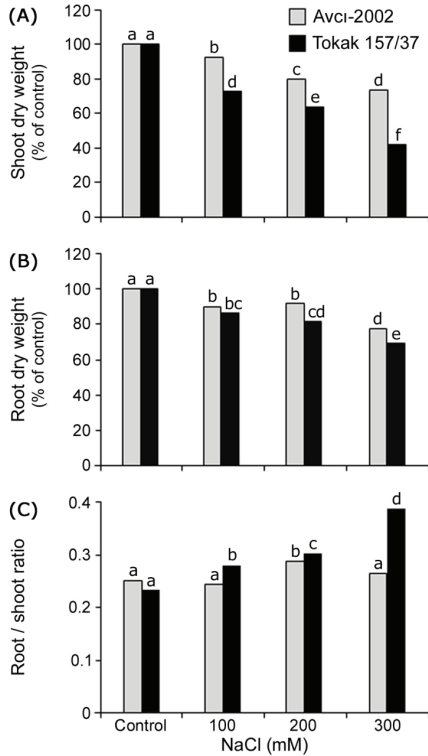 (A)
Avcı-2002
Tokak 157/37
Shoot dry weight
(% of control)
120
100
80
60
40
20
0
a a
b
d
c
e
d
f
(B)
Root dry weight
(% of control)
120
100
80
60
40
20
0
a a
b bc
b
cd
d
e
(C)
Root / shoot ratio
0.4
0.3
0.2
0.1
0
a
a
a
b
b
c
a
d
Control 100 200 300
NaCl (mM)